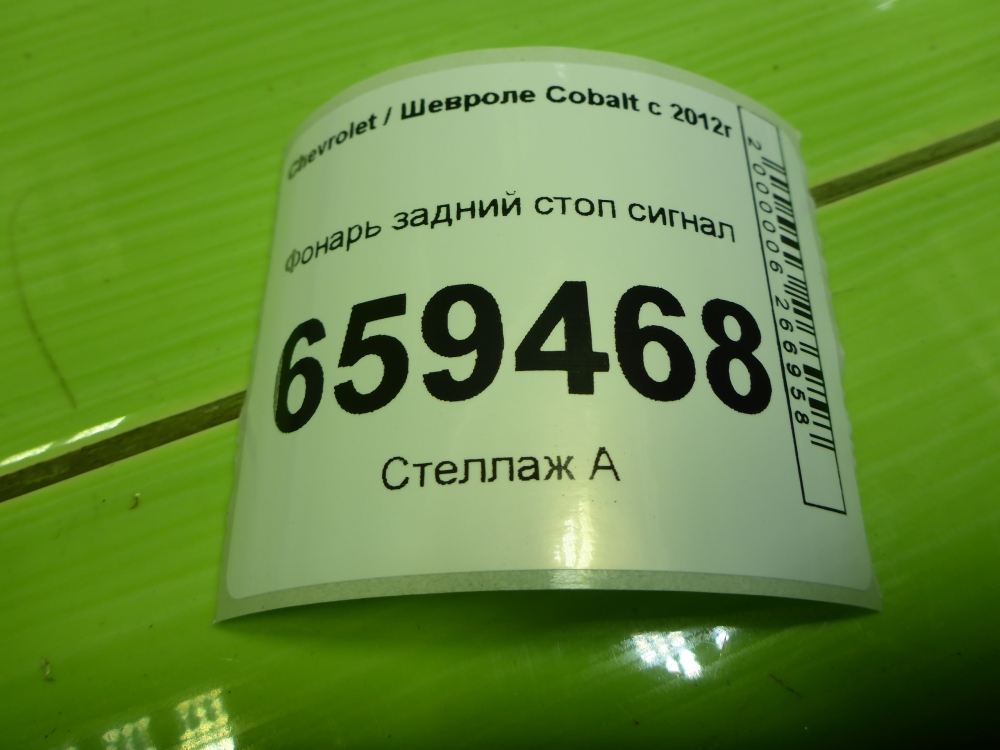 Chevrolet / Шевроле Cobalt с 2012г
Фонарь задний стоп сигнал
659468
Стеллаж А
2000006266958